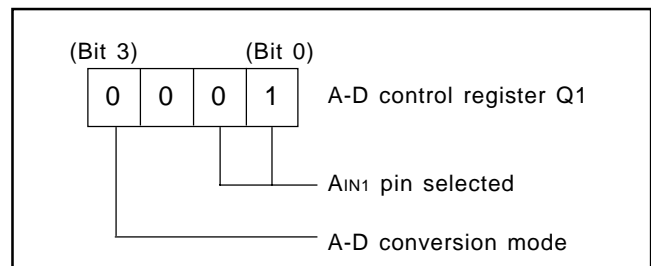 (Bit 3) (Bit 0)
0 0 0 1 A-D control register Q1
AIN1 pin selected
A-D conversion mode